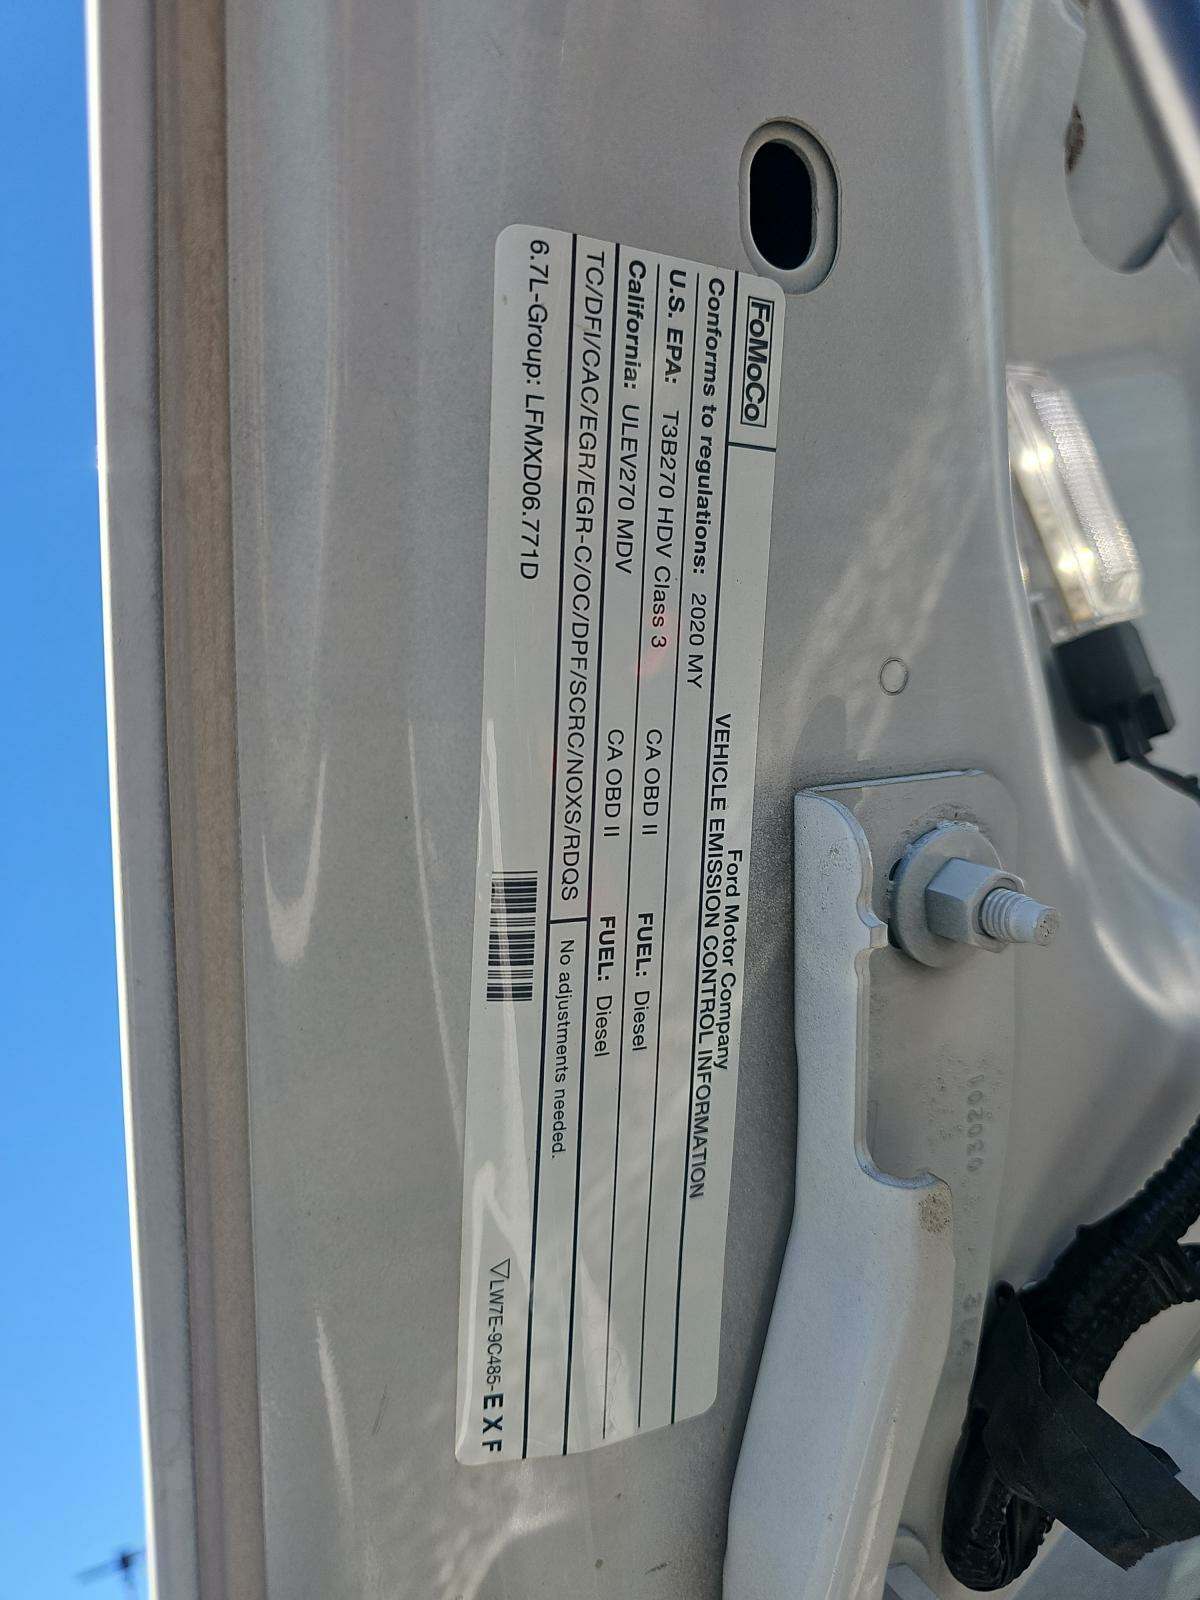 FoMoCo
Ford Motor Company
VEHICLE EMISSION CONTROL INFORMATION
Conforms to regulations: 2020 MY
U.S. EPA: T3B270 HDV Class 3 CA OBD II FUEL: Diesel
California: ULEV270 MDV CA OBD II FUEL: Diesel
TC/DFI/CAC/EGR/EGR-C/OC/DPF/SCRC/NOXS/RDQS No adjustments needed.
6.7L-Group: LFMXD06.771D
LW7E-9C485-EXF